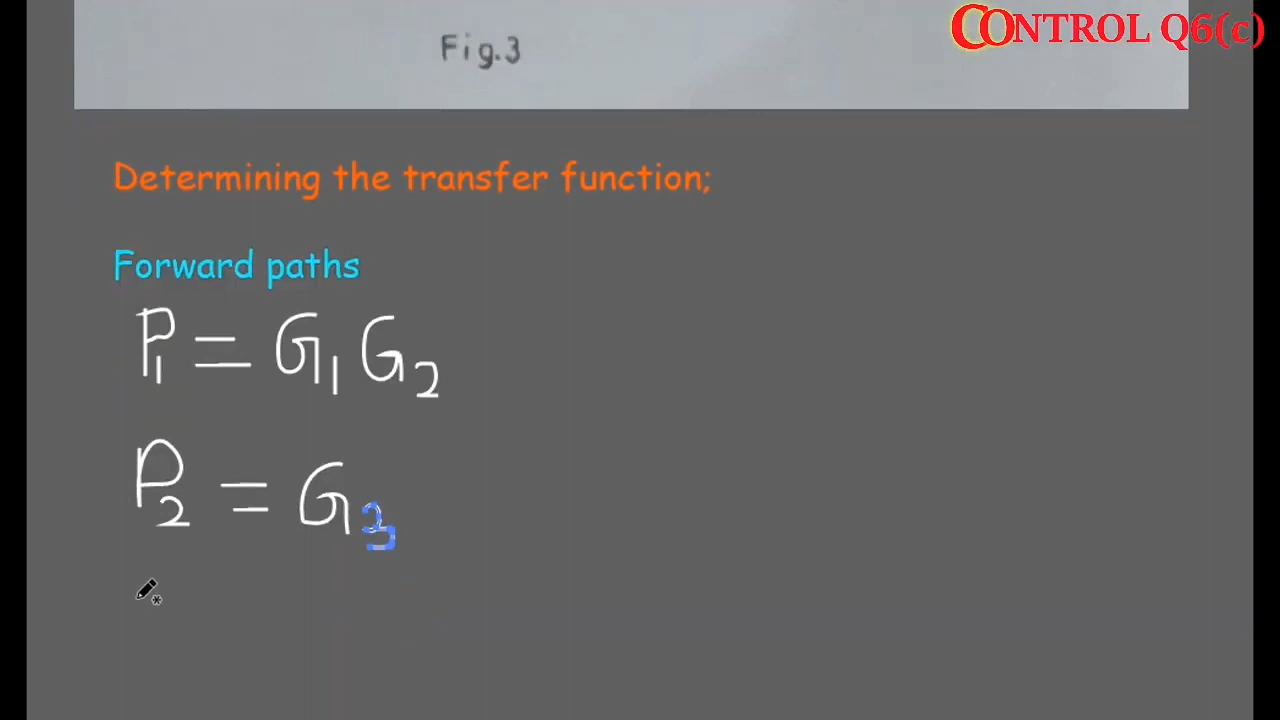 CONTROL Q6(c)
Fig.3
Determining the transfer function;
Forward paths
P₁ = G₁ G₂
P₂ = G₃